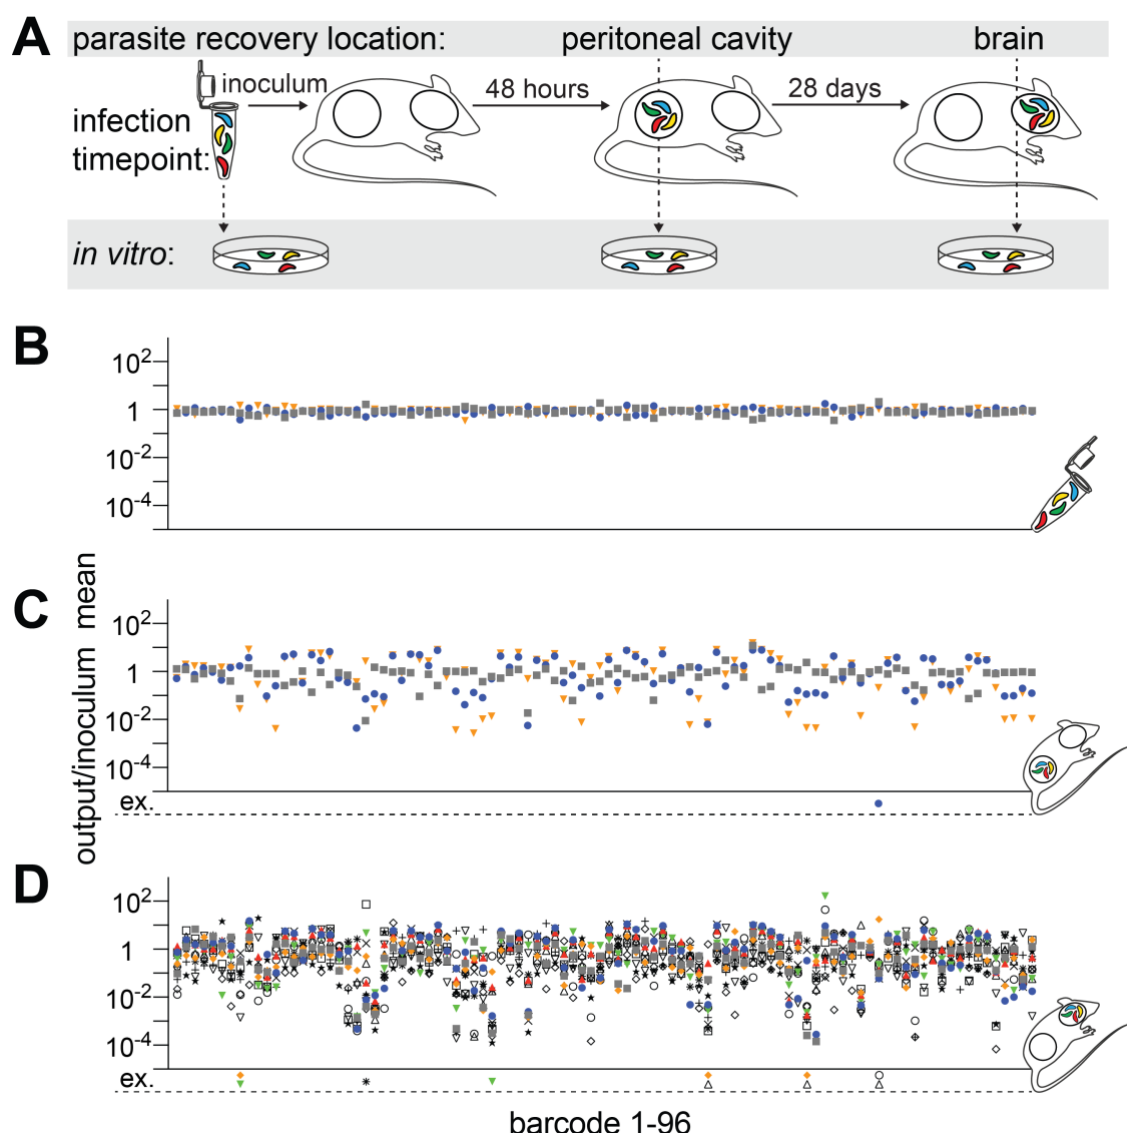 A
parasite recovery location: peritoneal cavity brain
inoculum 48 hours 28 days
infection
timepoint:
in vitro:
B
10²
1
10⁻²
10⁻⁴
output/inoculum mean
C
10²
1
10⁻²
10⁻⁴
ex.
D
10²
1
10⁻²
10⁻⁴
ex.
barcode 1-96